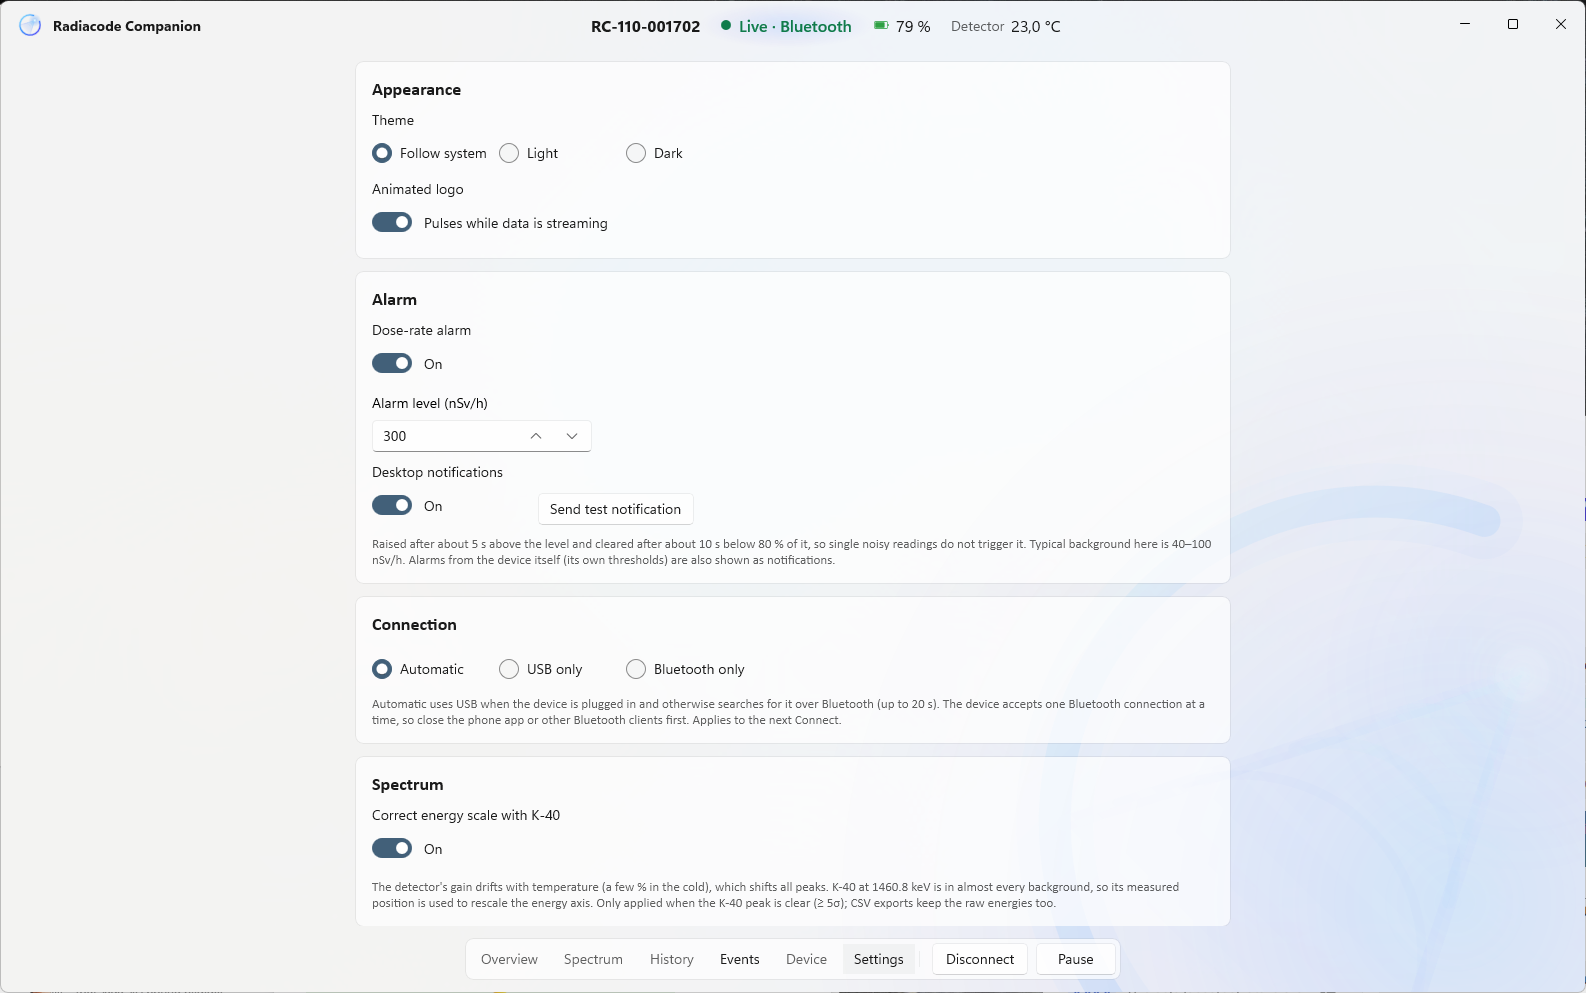 Radiacode Companion
RC-110-001702 Live · Bluetooth 79 % Detector 23,0 °C
Appearance
Theme
Follow system Light Dark
Animated logo
Pulses while data is streaming
Alarm
Dose-rate alarm
On
Alarm level (nSv/h)
300
Desktop notifications
On Send test notification
Raised after about 5 s above the level and cleared after about 10 s below 80 % of it, so single noisy readings do not trigger it. Typical background here is 40–100
nSv/h. Alarms from the device itself (its own thresholds) are also shown as notifications.
Connection
Automatic USB only Bluetooth only
Automatic uses USB when the device is plugged in and otherwise searches for it over Bluetooth (up to 20 s). The device accepts one Bluetooth connection at a
time, so close the phone app or other Bluetooth clients first. Applies to the next Connect.
Spectrum
Correct energy scale with K-40
On
The detector's gain drifts with temperature (a few % in the cold), which shifts all peaks. K-40 at 1460.8 keV is in almost every background, so its measured
position is used to rescale the energy axis. Only applied when the K-40 peak is clear (≥ 5σ); CSV exports keep the raw energies too.
Overview Spectrum History Events Device Settings Disconnect Pause